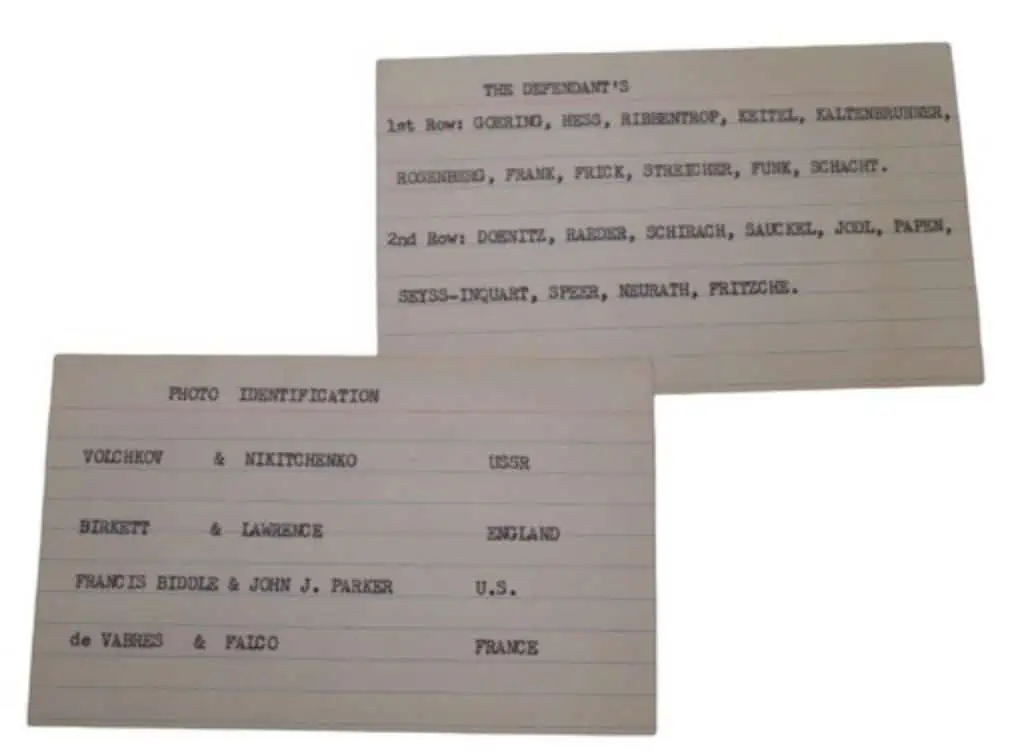 THE DEFENDANT'S
1st Row: GOERING, HESS, RIBBENTROP, KEITEL, KALTENBRUNNER,
ROSENBERG, FRANK, FRICK, STREICHER, FUNK, SCHACHT.
2nd Row: DOENITZ, RAEDER, SCHIRACH, SAUCKEL, JODL, PAPEN,
SEYSS-INQUART, SPEER, NEURATH, FRITZCHE.
PHOTO IDENTIFICATION
VOLCHKOV & NIKITCHENKO USSR
BIRKETT & LAWRENCE ENGLAND
FRANCIS BIDDLE & JOHN J. PARKER U.S.
de VABRES & FALCO FRANCE